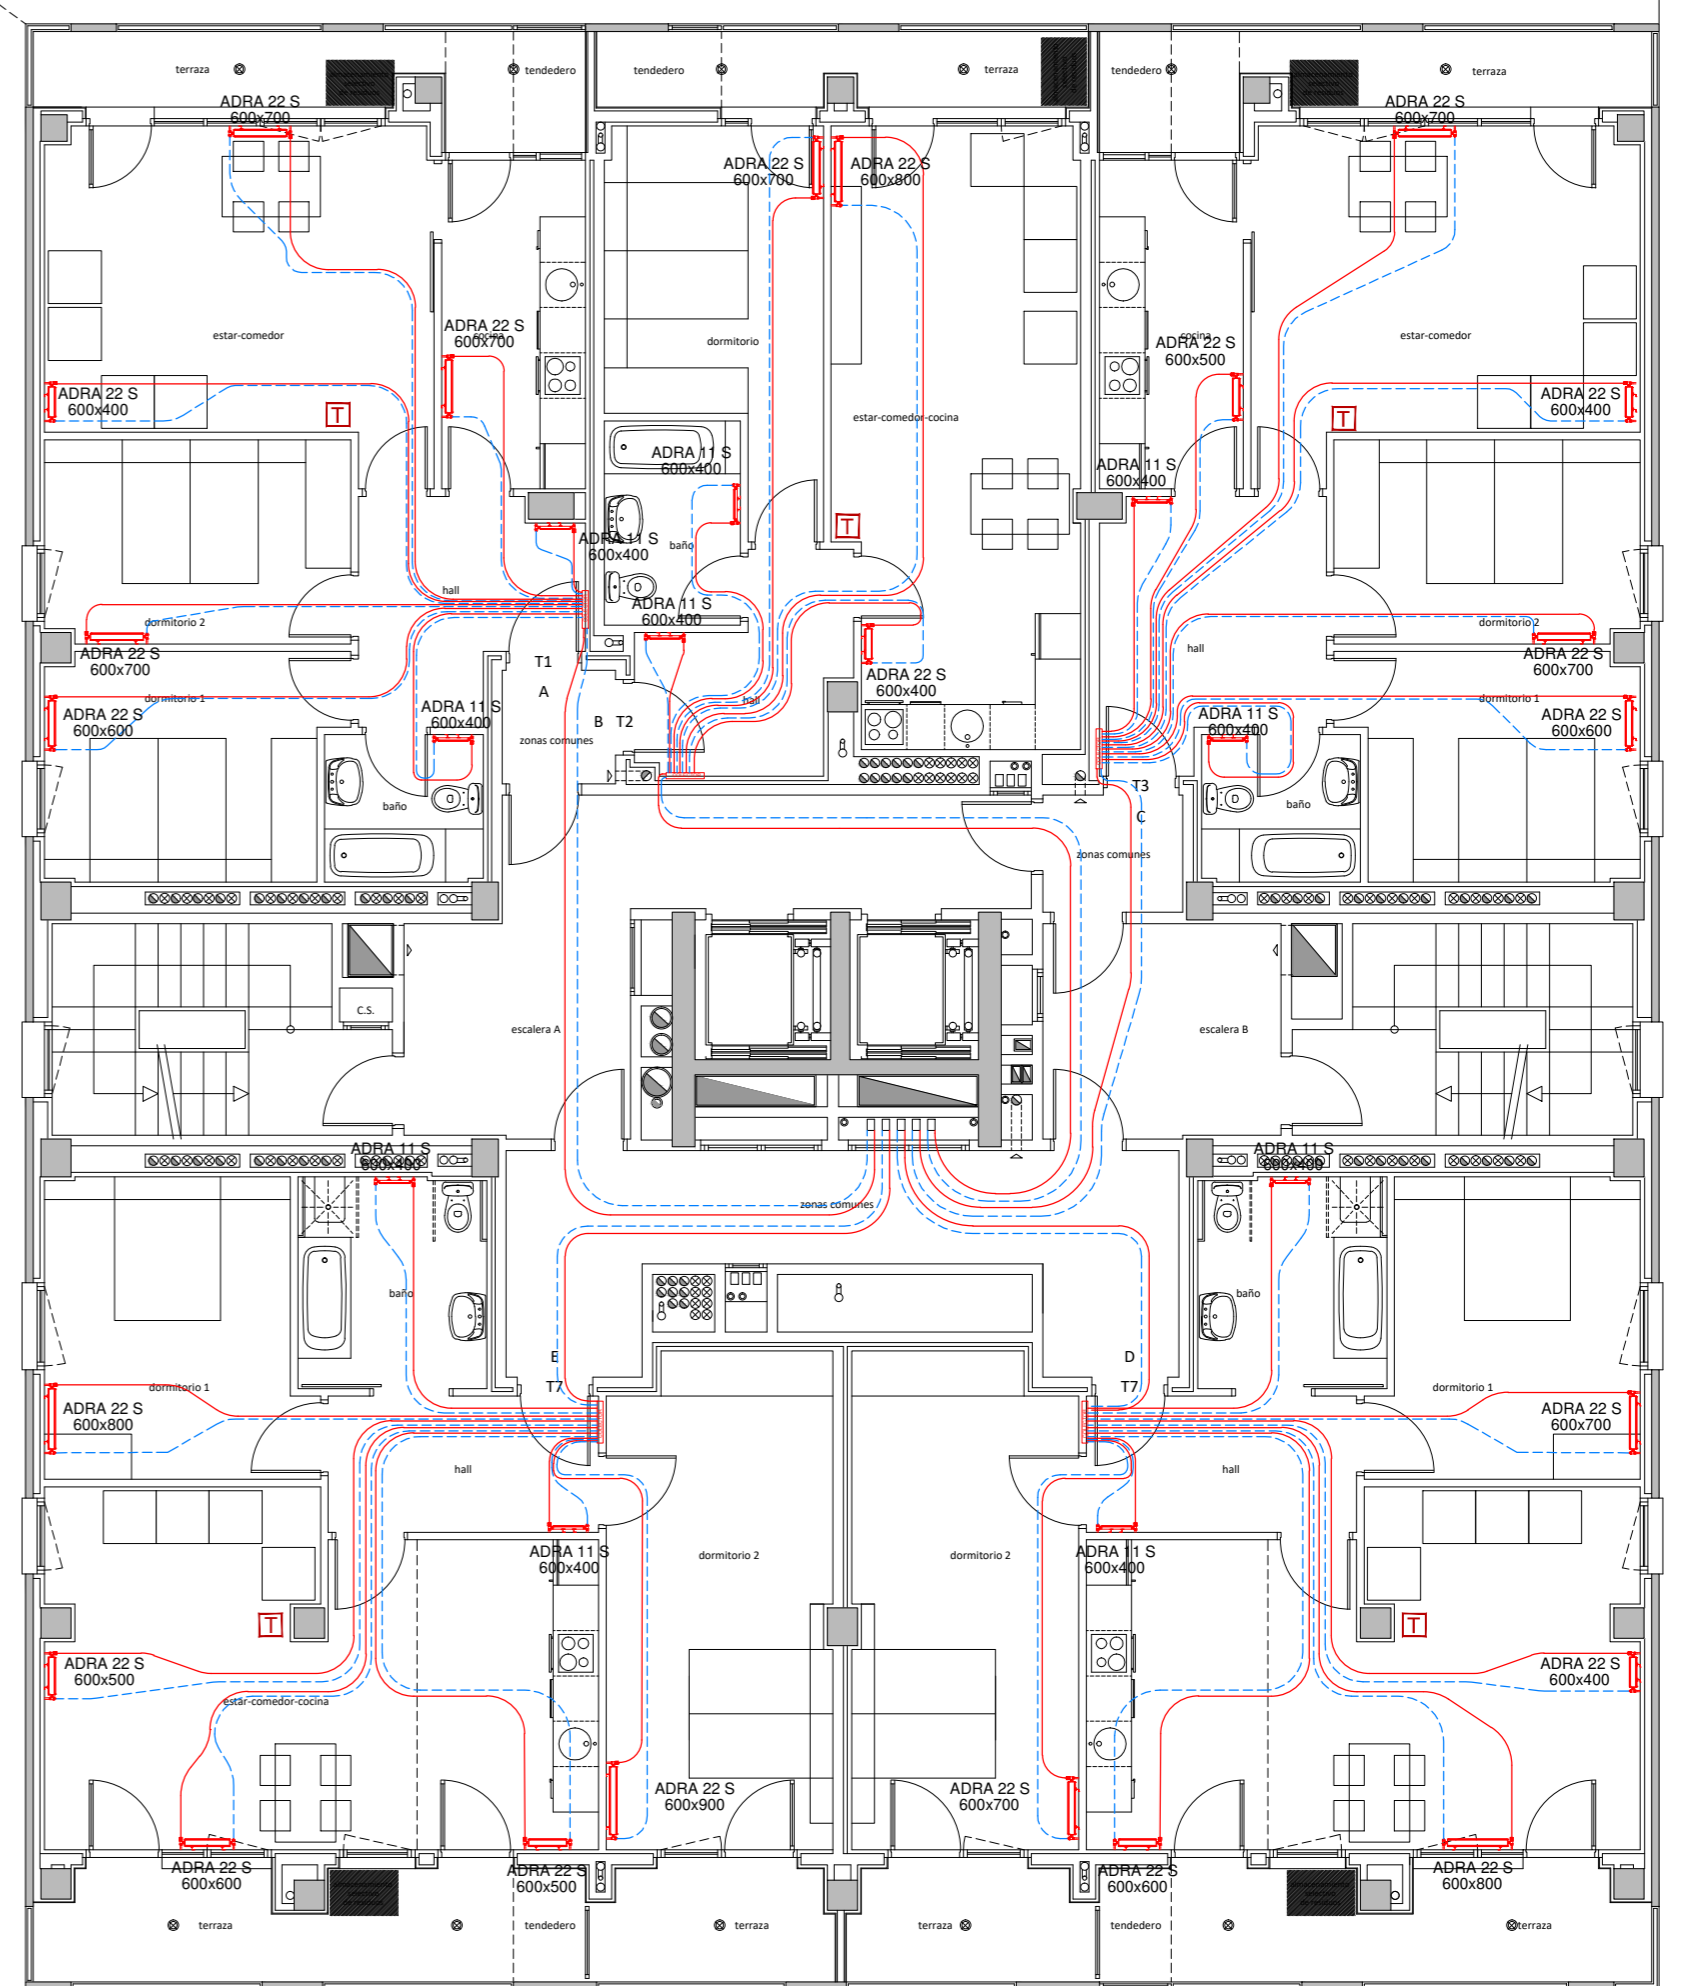 terraza
tendedero
tendedero
terraza
tendedero
terraza
ADRA 22 S
600x700
ADRA 22 S
600x700
ADRA 22 S
600x700
ADRA 22 S
600x800
estar-comedor
cocina
ADRA 22 S
600x700
dormitorio
cocina
ADRA 22 S
600x500
estar-comedor
ADRA 22 S
600x400
T
estar-comedor-cocina
T
ADRA 22 S
600x400
ADRA 11 S
600x400
ADRA 11 S
600x400
T
ADRA 11 S
600x400
baño
hall
ADRA 11 S
600x400
dormitorio 2
ADRA 22 S
600x700
T1
A
B
T2
zonas comunes
hall
ADRA 22 S
600x400
hall
dormitorio 2
ADRA 22 S
600x700
dormitorio 1
ADRA 22 S
600x600
ADRA 11 S
600x400
baño
ADRA 11 S
600x400
dormitorio 1
ADRA 22 S
600x600
baño
T3
C
zonas comunes
C.S.
escalera A
escalera B
ADRA 11 S
600x400
ADRA 11 S
600x400
zonas comunes
baño
baño
E
T7
D
T7
dormitorio 1
ADRA 22 S
600x800
dormitorio 1
ADRA 22 S
600x700
hall
hall
ADRA 11 S
600x400
dormitorio 2
dormitorio 2
ADRA 11 S
600x400
T
T
ADRA 22 S
600x500
ADRA 22 S
600x400
estar-comedor-cocina
ADRA 22 S
600x900
ADRA 22 S
600x700
ADRA 22 S
600x600
ADRA 22 S
600x500
ADRA 22 S
600x600
ADRA 22 S
600x800
terraza
tendedero
terraza
terraza
tendedero
terraza